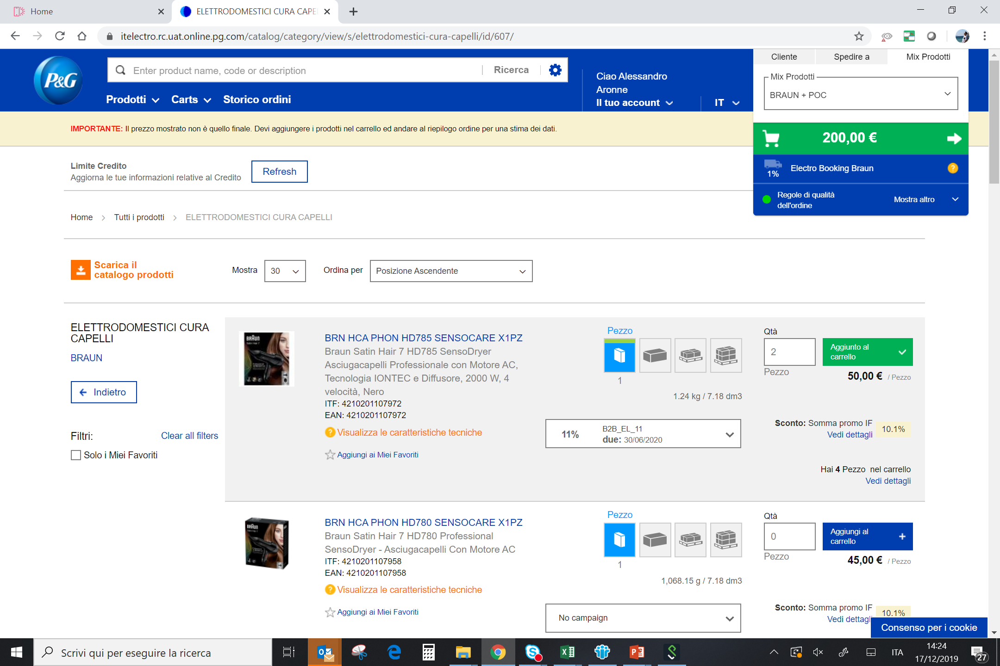 Home
ELETTRODOMESTICI CURA CAPE
itelectro.rc.uat.online.pg.com/catalog/category/view/s/elettrodomestici-cura-capelli/id/607/
P&G
Enter product name, code or description
Ricerca
Prodotti
Carts
Storico ordini
Ciao Alessandro
Aronne
Il tuo account
IT
Cliente
Spedire a
Mix Prodotti
Mix Prodotti
BRAUN + POC
200,00 €
1%
Electro Booking Braun
?
Regole di qualità
dell'ordine
Mostra altro
IMPORTANTE: Il prezzo mostrato non è quello finale. Devi aggiungere i prodotti nel carrello ed andare al riepilogo ordine per una stima dei dati.
Limite Credito
Aggiorna le tue informazioni relative al Credito
Refresh
Home
Tutti i prodotti
ELETTRODOMESTICI CURA CAPELLI
Scarica il
catalogo prodotti
Mostra
30
Ordina per
Posizione Ascendente
ELETTRODOMESTICI CURA
CAPELLI
BRAUN
Indietro
Filtri:
Clear all filters
Solo i Miei Favoriti
BRAUN
BRN HCA PHON HD785 SENSOCARE X1PZ
Braun Satin Hair 7 HD785 SensoDryer
Asciugacapelli Professionale con Motore AC,
Tecnologia IONTEC e Diffusore, 2000 W, 4
velocità, Nero
ITF: 4210201107972
EAN: 4210201107972
? Visualizza le caratteristiche tecniche
Aggiungi ai Miei Favoriti
Pezzo
1
1.24 kg / 7.18 dm3
11%
B2B_EL_11
due: 30/06/2020
Qtà
2
Pezzo
Aggiunto al
carrello
50,00 € / Pezzo
Sconto: Somma promo IF
Vedi dettagli
10.1%
Hai 4 Pezzo nel carrello
Vedi dettagli
BRAUN
BRN HCA PHON HD780 SENSOCARE X1PZ
Braun Satin Hair 7 HD780 Professional
SensoDryer - Asciugacapelli Con Motore AC
ITF: 4210201107958
EAN: 4210201107958
? Visualizza le caratteristiche tecniche
Aggiungi ai Miei Favoriti
Pezzo
1
1,068.15 g / 7.18 dm3
No campaign
Qtà
0
Pezzo
Aggiungi al
carrello
45,00 € / Pezzo
Sconto: Somma promo IF
Vedi dettagli
10.1%
Consenso per i cookie
Scrivi qui per eseguire la ricerca
ITA
14:24
17/12/2019
27